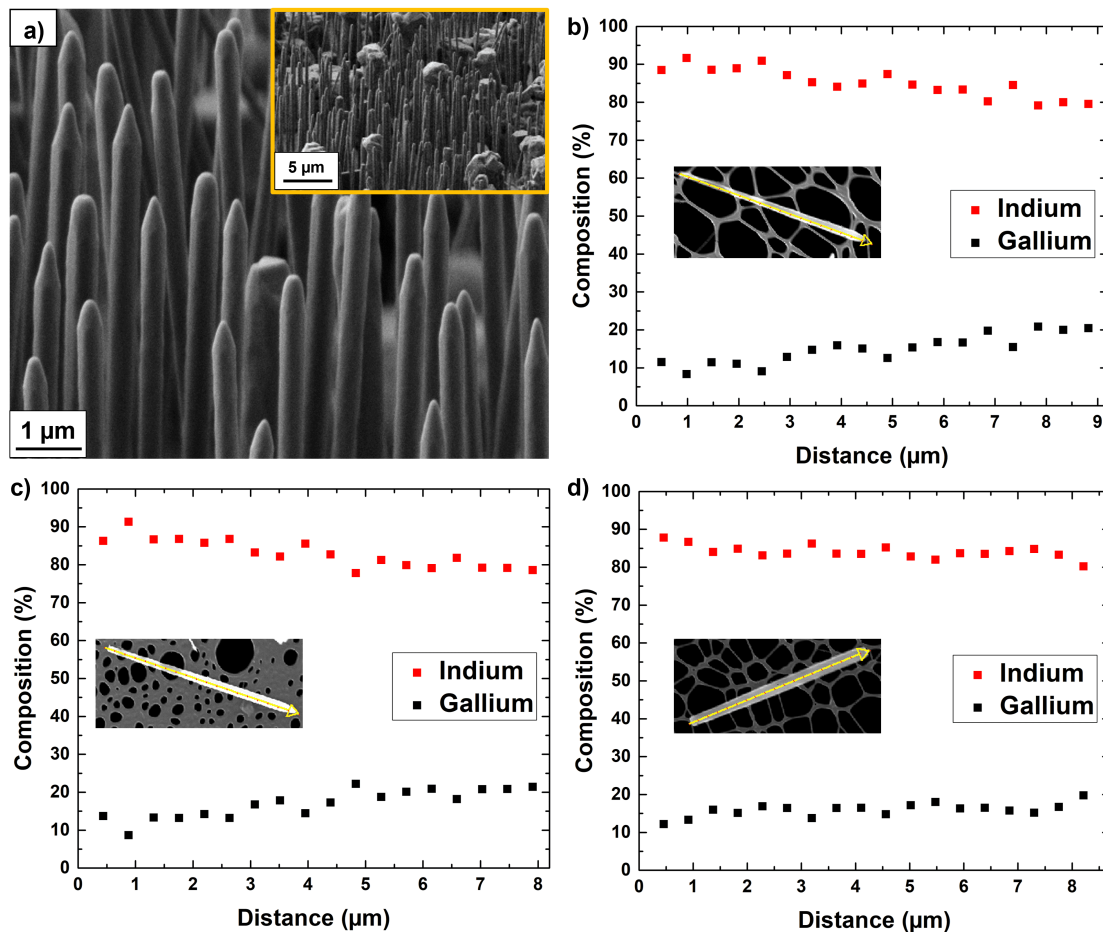 a)
5 µm
1 µm
b)
100
90
80
70
60
50
40
30
20
10
0
Composition (%)
Indium
Gallium
0 1 2 3 4 5 6 7 8 9
Distance (µm)
c)
100
90
80
70
60
50
40
30
20
10
0
Composition (%)
Indium
Gallium
0 1 2 3 4 5 6 7 8
Distance (µm)
d)
100
90
80
70
60
50
40
30
20
10
0
Composition (%)
Indium
Gallium
0 1 2 3 4 5 6 7 8
Distance (µm)